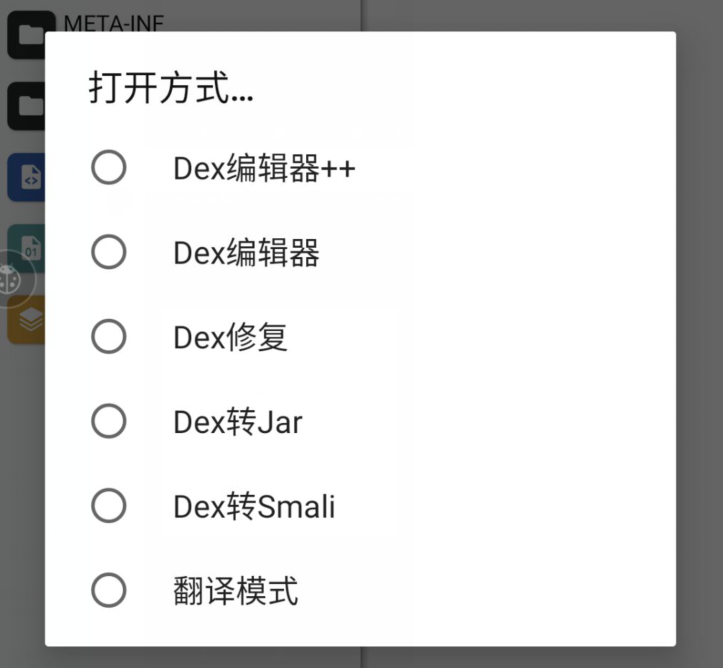 META-INF
打开方式...
Dex编辑器++
Dex编辑器
Dex修复
01
Dex转Jar
Dex转Smali
翻译模式